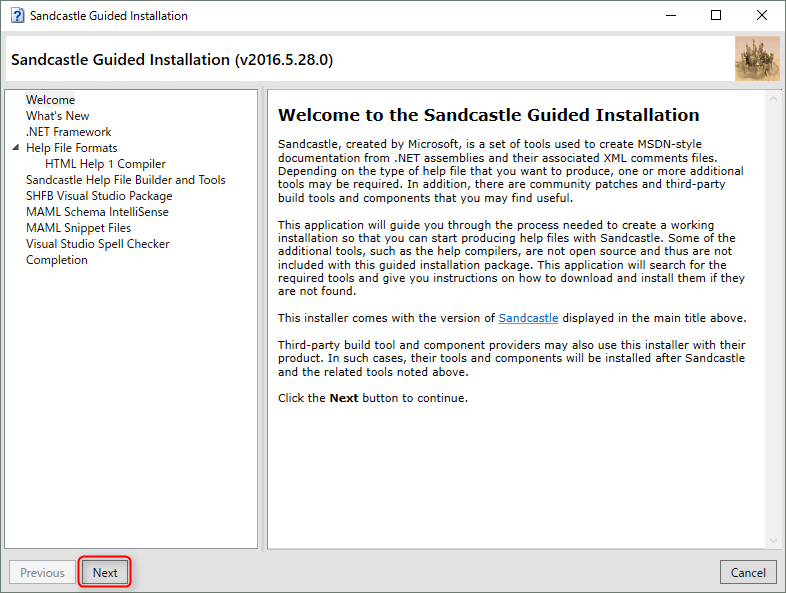 Sandcastle Guided Installation
Sandcastle Guided Installation (v2016.5.28.0)
Welcome
What's New
.NET Framework
Help File Formats
HTML Help 1 Compiler
Sandcastle Help File Builder and Tools
SHFB Visual Studio Package
MAML Schema IntelliSense
MAML Snippet Files
Visual Studio Spell Checker
Completion
Welcome to the Sandcastle Guided Installation
Sandcastle, created by Microsoft, is a set of tools used to create MSDN-style
documentation from .NET assemblies and their associated XML comments files.
Depending on the type of help file that you want to produce, one or more additional
tools may be required. In addition, there are community patches and third-party
build tools and components that you may find useful.
This application will guide you through the process needed to create a working
installation so that you can start producing help files with Sandcastle. Some of the
additional tools, such as the help compilers, are not open source and thus are not
included with this guided installation package. This application will search for the
required tools and give you instructions on how to download and install them if they
are not found.
This installer comes with the version of Sandcastle displayed in the main title above.
Third-party build tool and component providers may also use this installer with their
product. In such cases, their tools and components will be installed after Sandcastle
and the related tools noted above.
Click the Next button to continue.
Previous
Next
Cancel